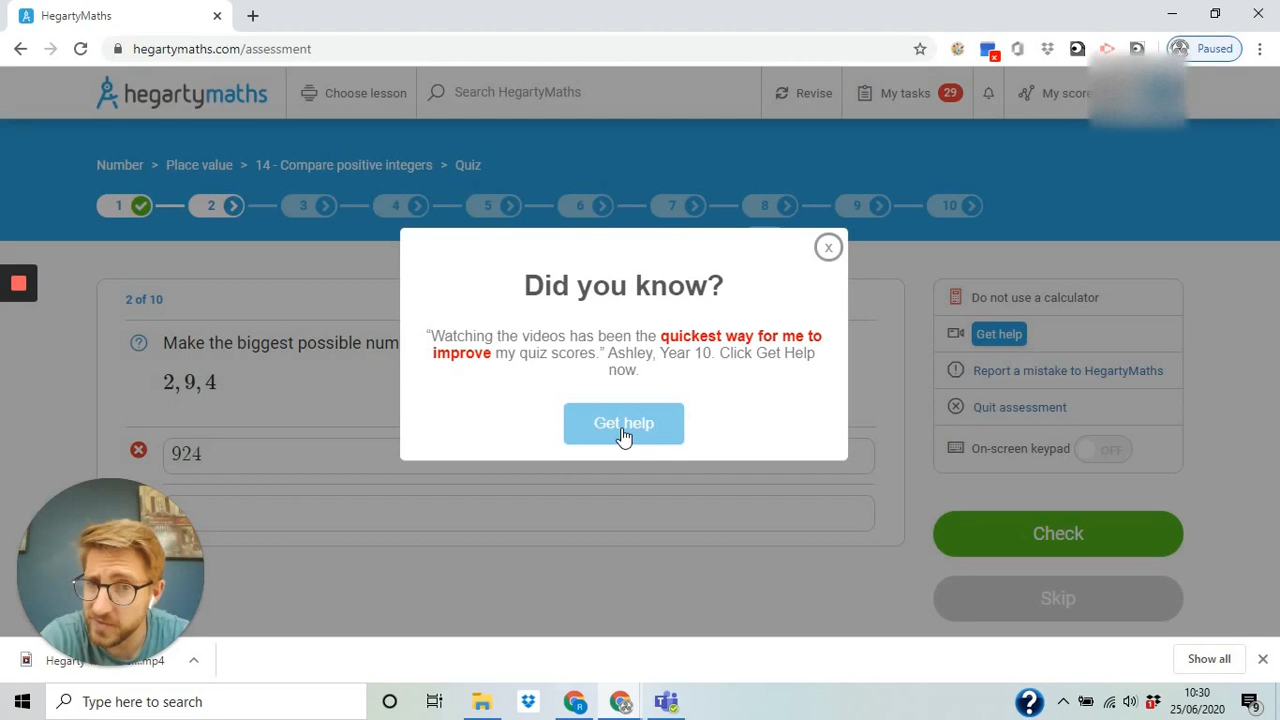 HegartyMaths
hegartymaths.com/assessment
Paused
hegartymaths
Choose lesson
Search HegartyMaths
Revise
My tasks 29
My score
Number > Place value > 14 - Compare positive integers > Quiz
1 2 3 4 5 6 7 8 9 10
2 of 10
Make the biggest possible num
2, 9, 4
924
Did you know?
x
“Watching the videos has been the quickest way for me to
improve my quiz scores.” Ashley, Year 10. Click Get Help
now.
Get help
Do not use a calculator
Get help
Report a mistake to HegartyMaths
Quit assessment
On-screen keypad OFF
Check
Skip
Hegarty
.mp4
Show all
Type here to search
10:30
25/06/2020
9